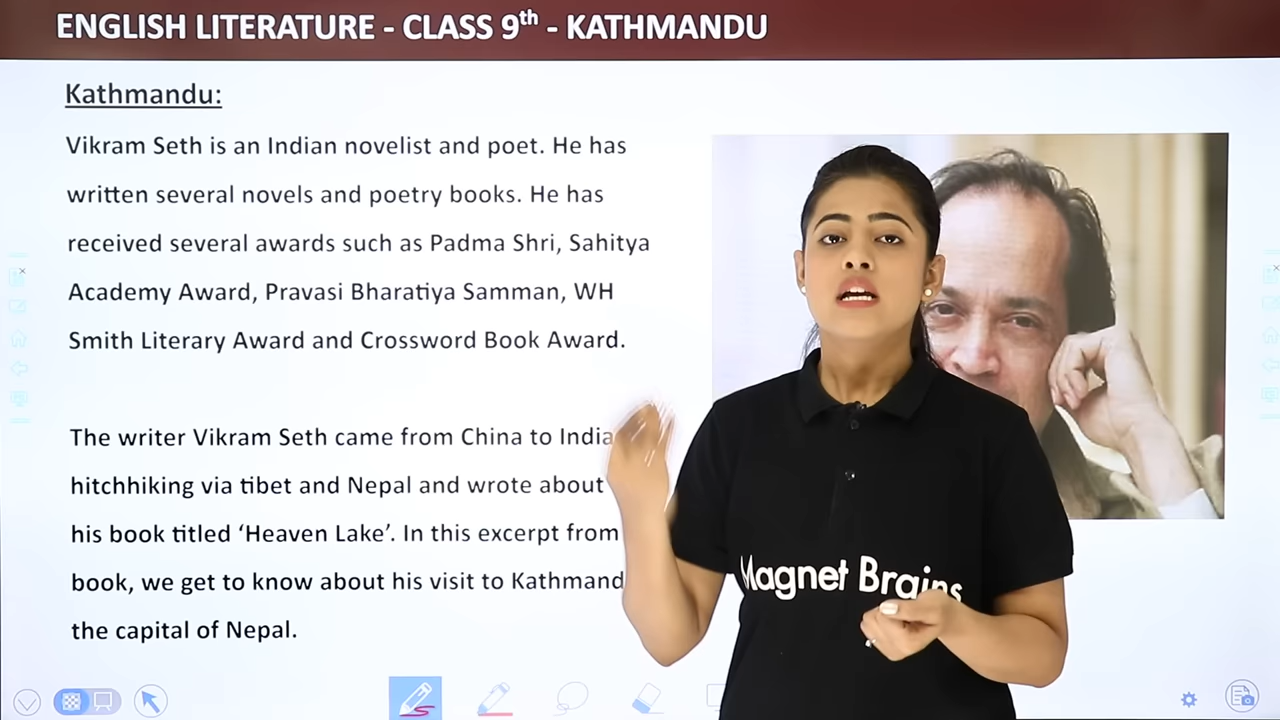 ENGLISH LITERATURE - CLASS 9th - KATHMANDU
Kathmandu:
Vikram Seth is an Indian novelist and poet. He has
written several novels and poetry books. He has
received several awards such as Padma Shri, Sahitya
Academy Award, Pravasi Bharatiya Samman, WH
Smith Literary Award and Crossword Book Award.
The writer Vikram Seth came from China to India
hitchhiking via tibet and Nepal and wrote about
his book titled ‘Heaven Lake’. In this excerpt from
book, we get to know about his visit to Kathmand
the capital of Nepal.
Magnet Brains